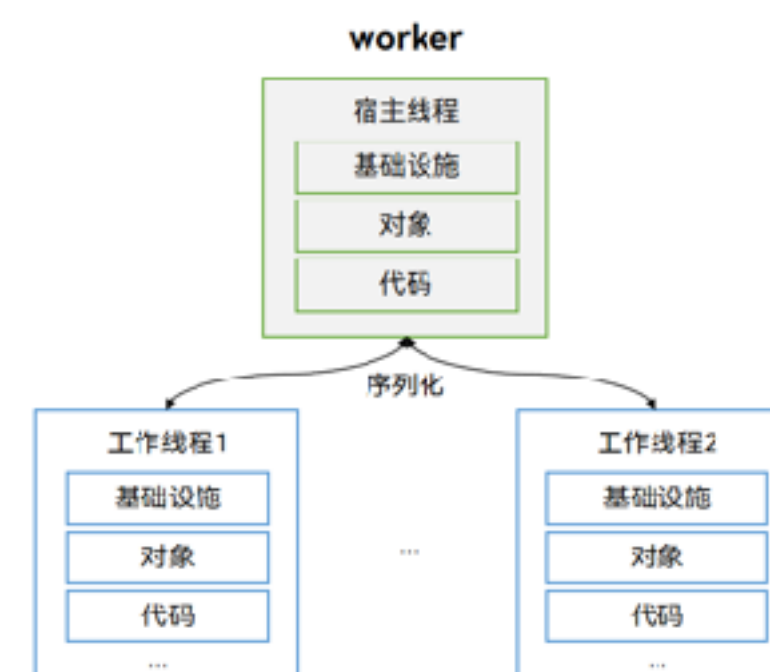 worker
宿主线程
基础设施
对象
代码
序列化
工作线程1
基础设施
对象
代码
...
...
工作线程2
基础设施
对象
代码
...